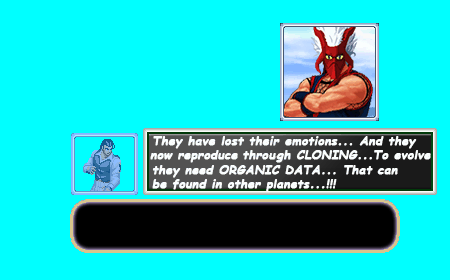 They have lost their emotions... And they
now reproduce through CLONING...To evolve
they need ORGANIC DATA... That can
be found in other planets...!!!